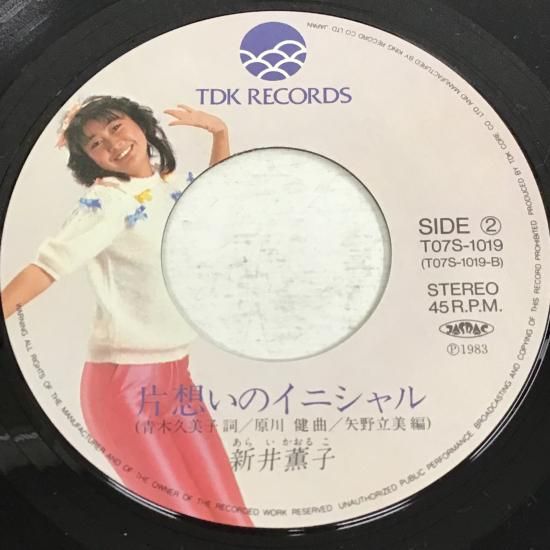 TDK RECORDS
SIDE ②
T07S-1019
(T07S-1019-B)
STEREO
45 R.P.M.
JASRAC
Ⓟ1983
片想いのイニシャル
(青木久美子 詞/原川 健 曲/矢野立美 編)
あら い かおる こ
新井薫子
WARNING: ALL RIGHTS OF THE MANUFACTURER AND OF THE OWNER OF THE RECORDED WORK RESERVED. UNAUTHORIZED PUBLIC PERFORMANCE, BROADCASTING AND COPYING OF THIS RECORD PROHIBITED. PRODUCED BY TDK CORE CO. LTD. AND MANUFACTURED BY KING RECORD CO. LTD. JAPAN